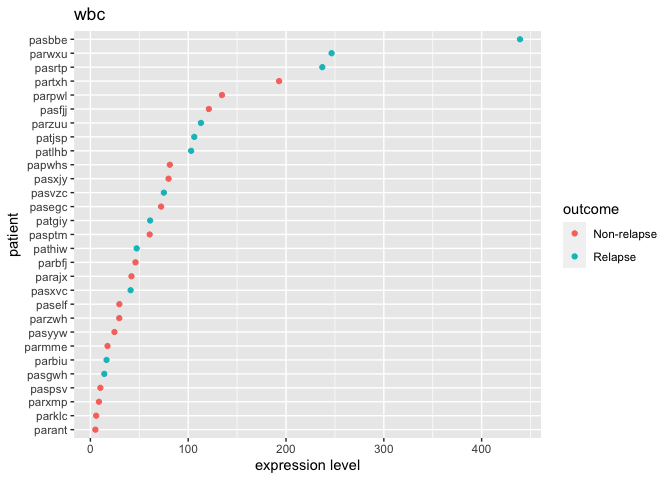 wbc
patient
pasbbe
parwxu
pasrtp
partxh
parpwl
pasfjj
parzuu
patjsp
patlhb
papwhs
pasxjy
pasvzc
pasegc
patgiy
pasptm
pathiw
parbfj
parajx
pasxvc
paself
parzwh
pasyyw
parmme
parbiu
pasgwh
paspsv
parxmp
parklc
parant
0 100 200 300 400
expression level
outcome
Non-relapse
Relapse